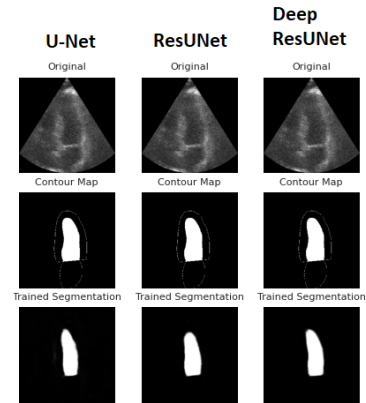 U-Net ResUNet Deep ResUNet
Original Original Original
Contour Map Contour Map Contour Map
Trained Segmentation Trained Segmentation Trained Segmentation